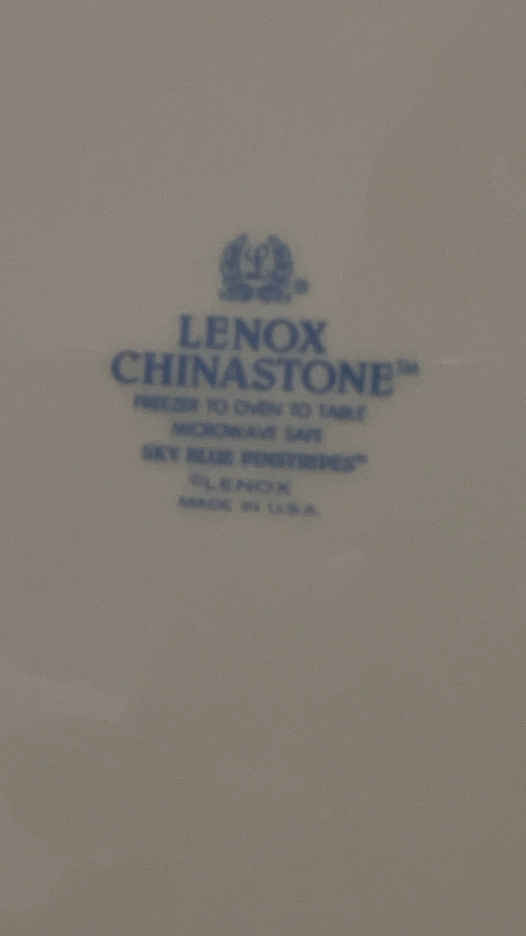 L®
LENOX
CHINASTONE™
FREEZER TO OVEN TO TABLE
MICROWAVE SAFE
SKY BLUE PINSTRIPES™
©LENOX
MADE IN U.S.A.